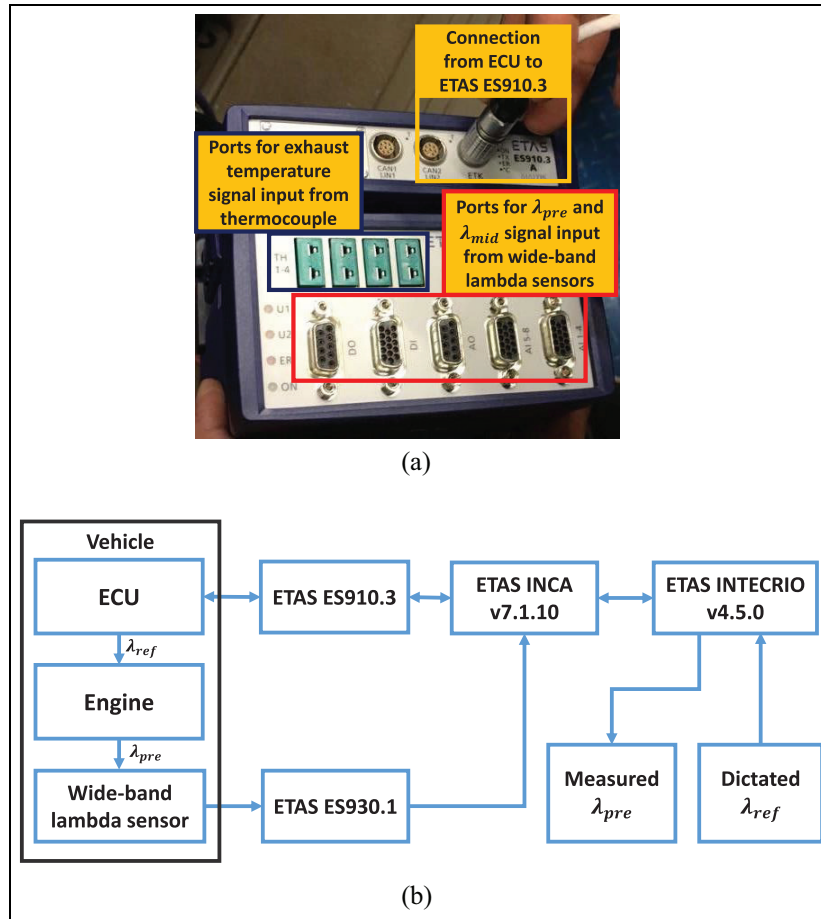 Connection
from ECU to
ETAS ES910.3
Ports for exhaust
temperature
signal input from
thermocouple
CAN1
LIN1
CAN2
LIN2
ETK
ETAS
ES910.3
A
Ports for λpre and
λmid signal input
from wide-band
lambda sensors
TH
1-4
U1
U2
ER
ON
DO
DI
AO
AI 5-8
AI 1-4
(a)
Vehicle
ECU
ETAS ES910.3
ETAS INCA
v7.1.10
ETAS INTECRIO
v4.5.0
λref
Engine
λpre
Wide-band
lambda sensor
ETAS ES930.1
Measured
λpre
Dictated
λref
(b)